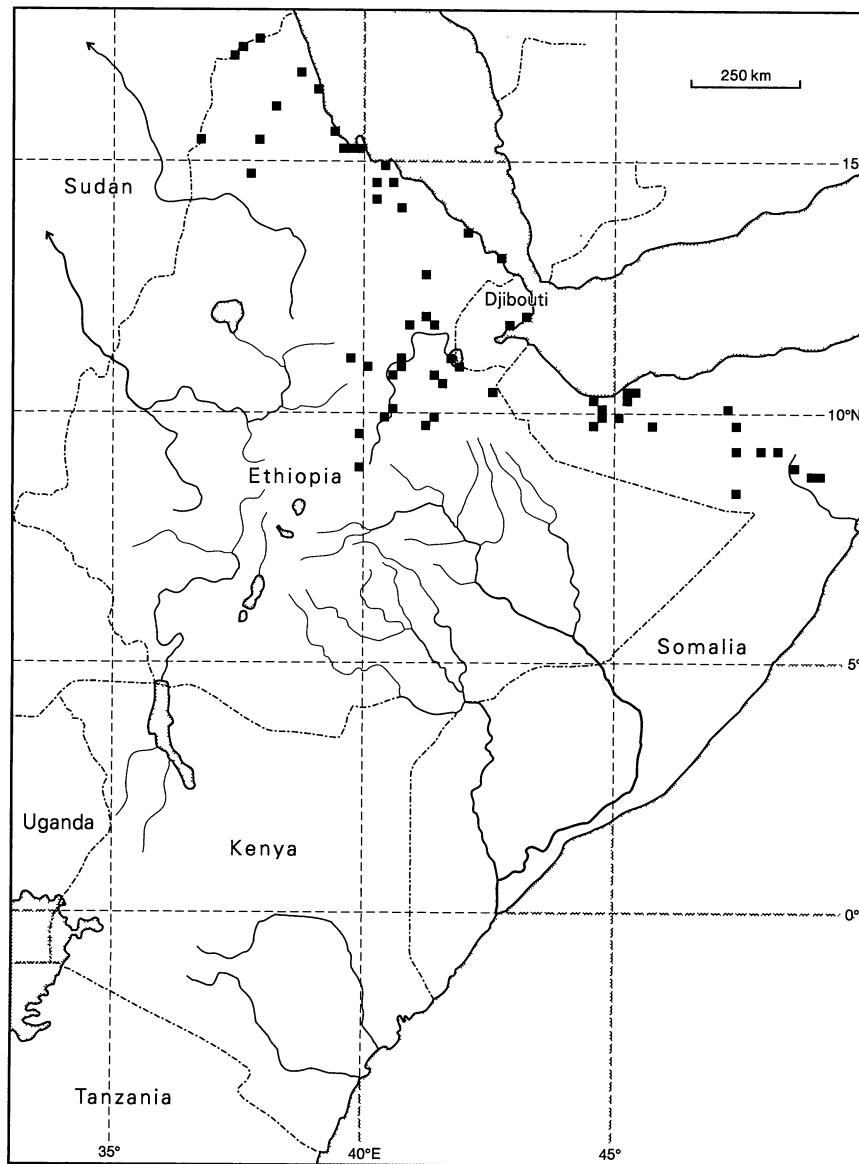 250 km
15°
Sudan
Djibouti
10°N
Ethiopia
Somalia
5°
Uganda
Kenya
0°
Tanzania
35°
40°E
45°